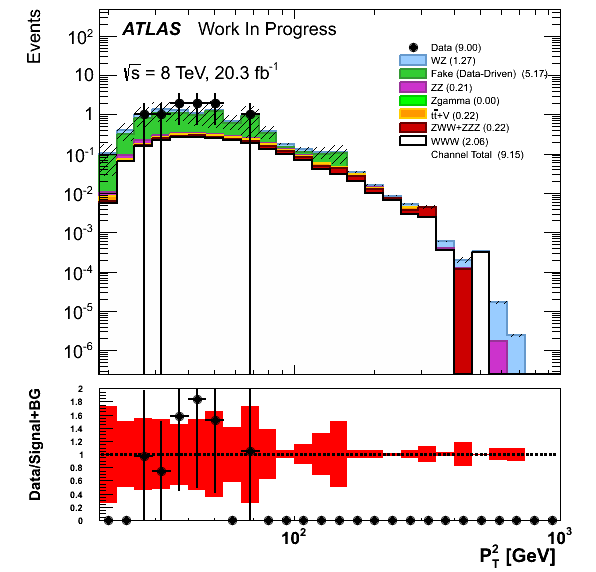 Events
ATLAS Work In Progress
√s = 8 TeV, 20.3 fb⁻¹
Data (9.00)
WZ (1.27)
Fake (Data-Driven) (5.17)
ZZ (0.21)
Zgamma (0.00)
tt̄+V (0.22)
ZWW+ZZZ (0.22)
WWW (2.06)
Channel Total (9.15)
10²
10
1
10⁻¹
10⁻²
10⁻³
10⁻⁴
10⁻⁵
10⁻⁶
Data/Signal+BG
2
1.8
1.6
1.4
1.2
1
0.8
0.6
0.4
0.2
0
10² 10³
P²_T [GeV]